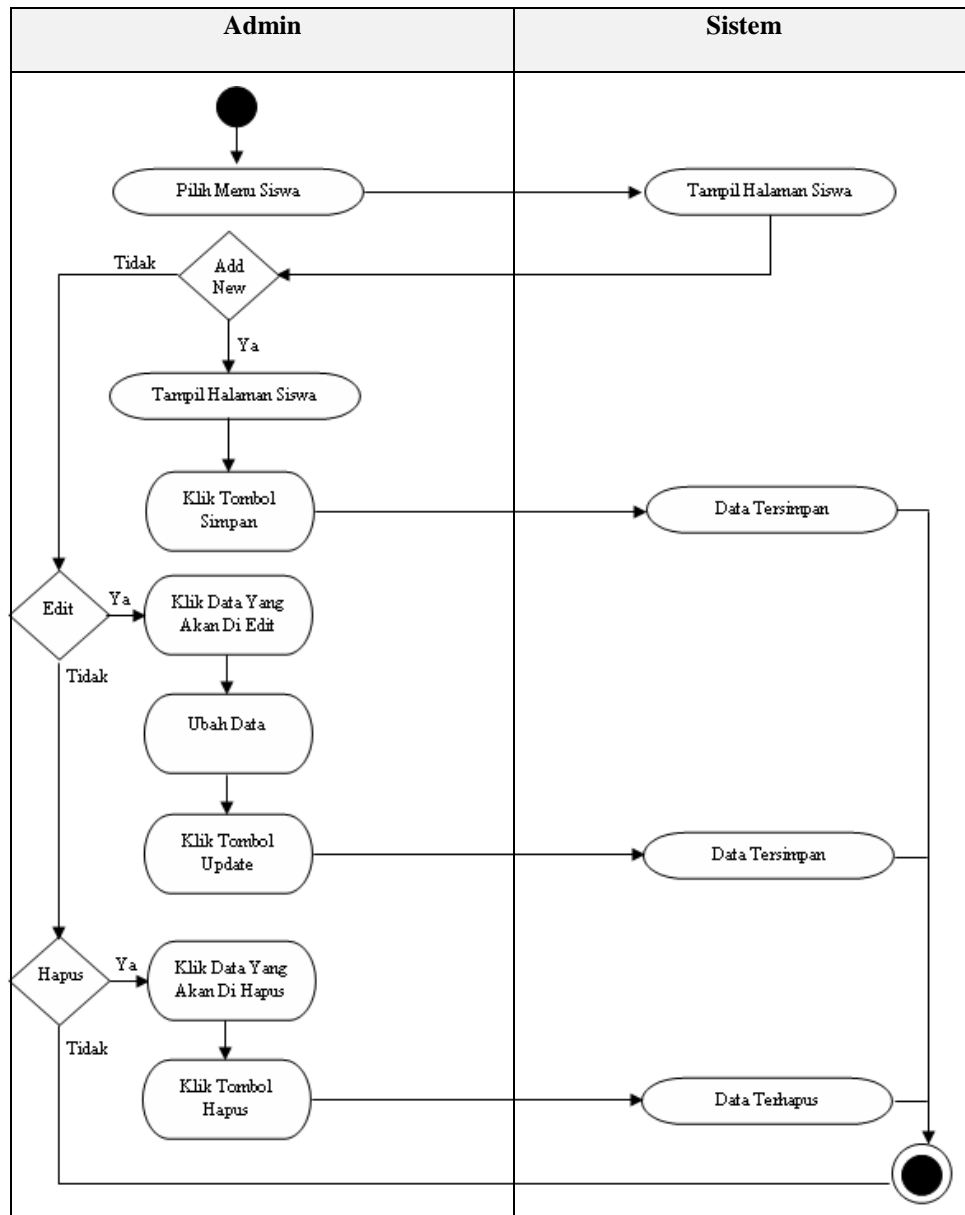 Admin
Sistem
Pilih Menu Siswa
Tampil Halaman Siswa
Tidak
Add
New
Ya
Tampil Halaman Siswa
Klik Tombol
Simpan
Data Tersimpan
Edit
Ya
Klik Data Yang
Akan Di Edit
Tidak
Ubah Data
Klik Tombol
Update
Data Tersimpan
Hapus
Ya
Klik Data Yang
Akan Di Hapus
Tidak
Klik Tombol
Hapus
Data Terhapus